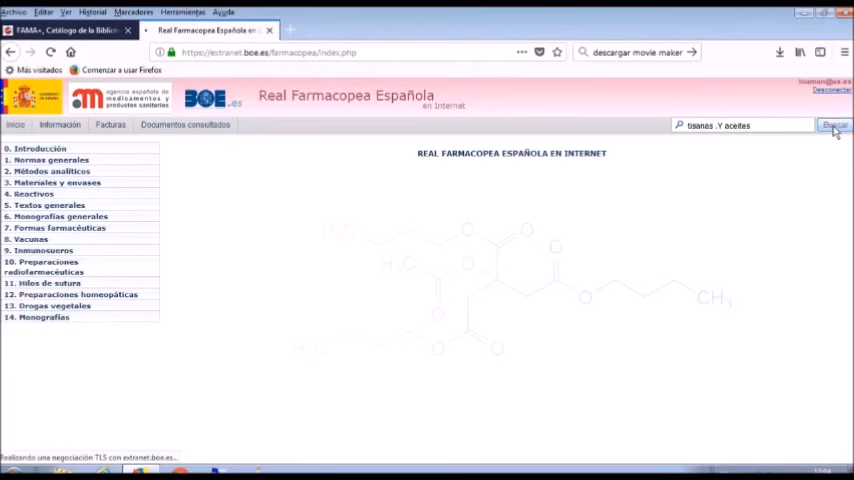 Archivo Editar Ver Historial Marcadores Herramientas Ayuda
FAMA+, Catálogo de la Bibliot
Real Farmacopea Española en
https://extranet.boe.es/farmacopea/index.php
descargar movie maker
Más visitados Comenzar a usar Firefox
agencia española de medicamentos y productos sanitarios
BOE.es
Real Farmacopea Española
en Internet
Desconectar
Inicio Información Facturas Documentos consultados
tisanas .Y aceites
Buscar
REAL FARMACOPEA ESPAÑOLA EN INTERNET
0. Introducción
1. Normas generales
2. Métodos analíticos
3. Materiales y envases
4. Reactivos
5. Textos generales
6. Monografías generales
7. Formas farmacéuticas
8. Vacunas
9. Inmunosueros
10. Preparaciones
radiofarmacéuticas
11. Hilos de sutura
12. Preparaciones homeopáticas
13. Drogas vegetales
14. Monografías
H₃C O O
H₃C O O
O O CH₃
H₃C O O
Realizando una negociación TLS con extranet.boe.es...